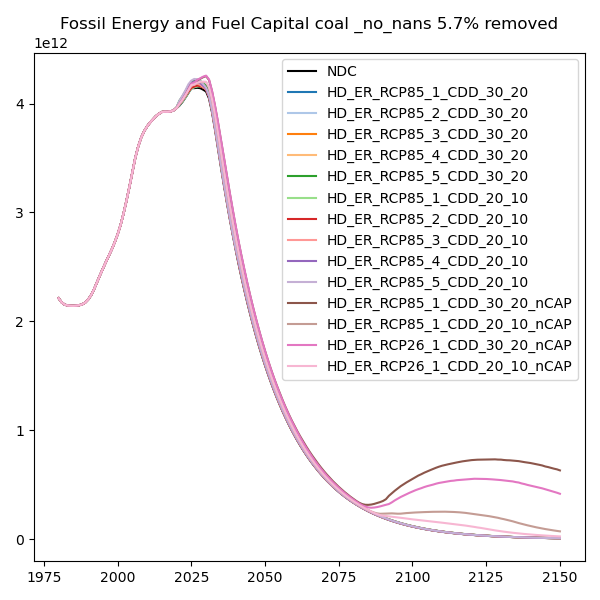 Fossil Energy and Fuel Capital coal _no_nans 5.7% removed
1e12
NDC
HD_ER_RCP85_1_CDD_30_20
HD_ER_RCP85_2_CDD_30_20
HD_ER_RCP85_3_CDD_30_20
HD_ER_RCP85_4_CDD_30_20
HD_ER_RCP85_5_CDD_30_20
HD_ER_RCP85_1_CDD_20_10
HD_ER_RCP85_2_CDD_20_10
HD_ER_RCP85_3_CDD_20_10
HD_ER_RCP85_4_CDD_20_10
HD_ER_RCP85_5_CDD_20_10
HD_ER_RCP85_1_CDD_30_20_nCAP
HD_ER_RCP85_1_CDD_20_10_nCAP
HD_ER_RCP26_1_CDD_30_20_nCAP
HD_ER_RCP26_1_CDD_20_10_nCAP
4
3
2
1
0
1975 2000 2025 2050 2075 2100 2125 2150